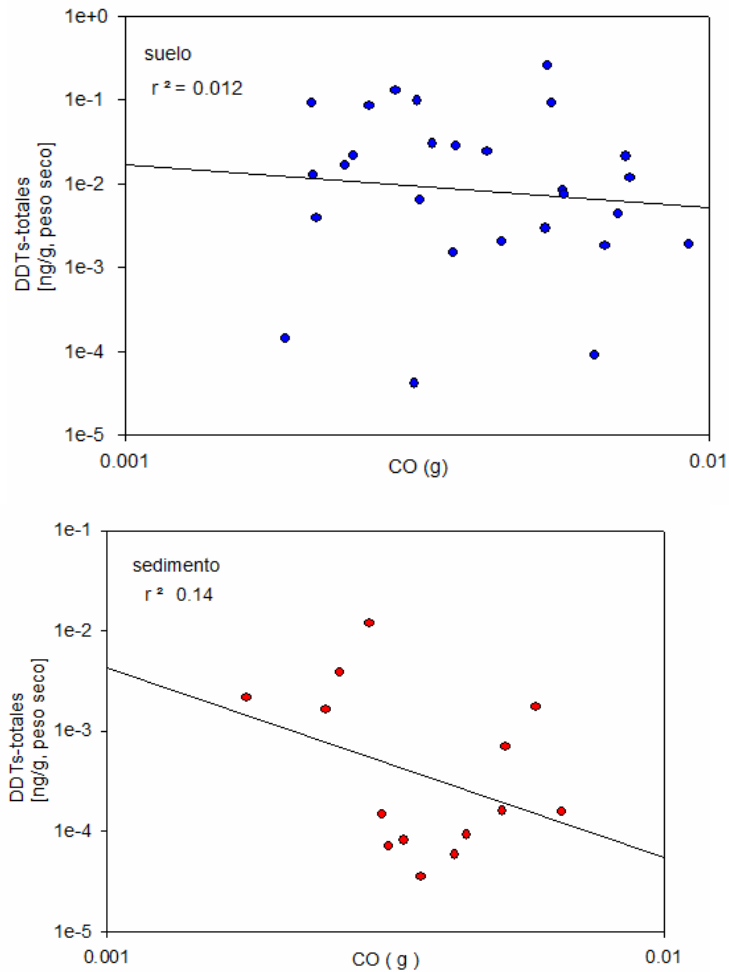 1e+0
suelo
r ² = 0.012
1e-1
1e-2
1e-3
1e-4
1e-5
DDTs-totales
[ng/g, peso seco]
0.001
CO (g)
0.01
1e-1
sedimento
r ² 0.14
1e-2
1e-3
1e-4
1e-5
DDTs-totales
[ng/g, peso seco]
0.001
CO ( g )
0.01